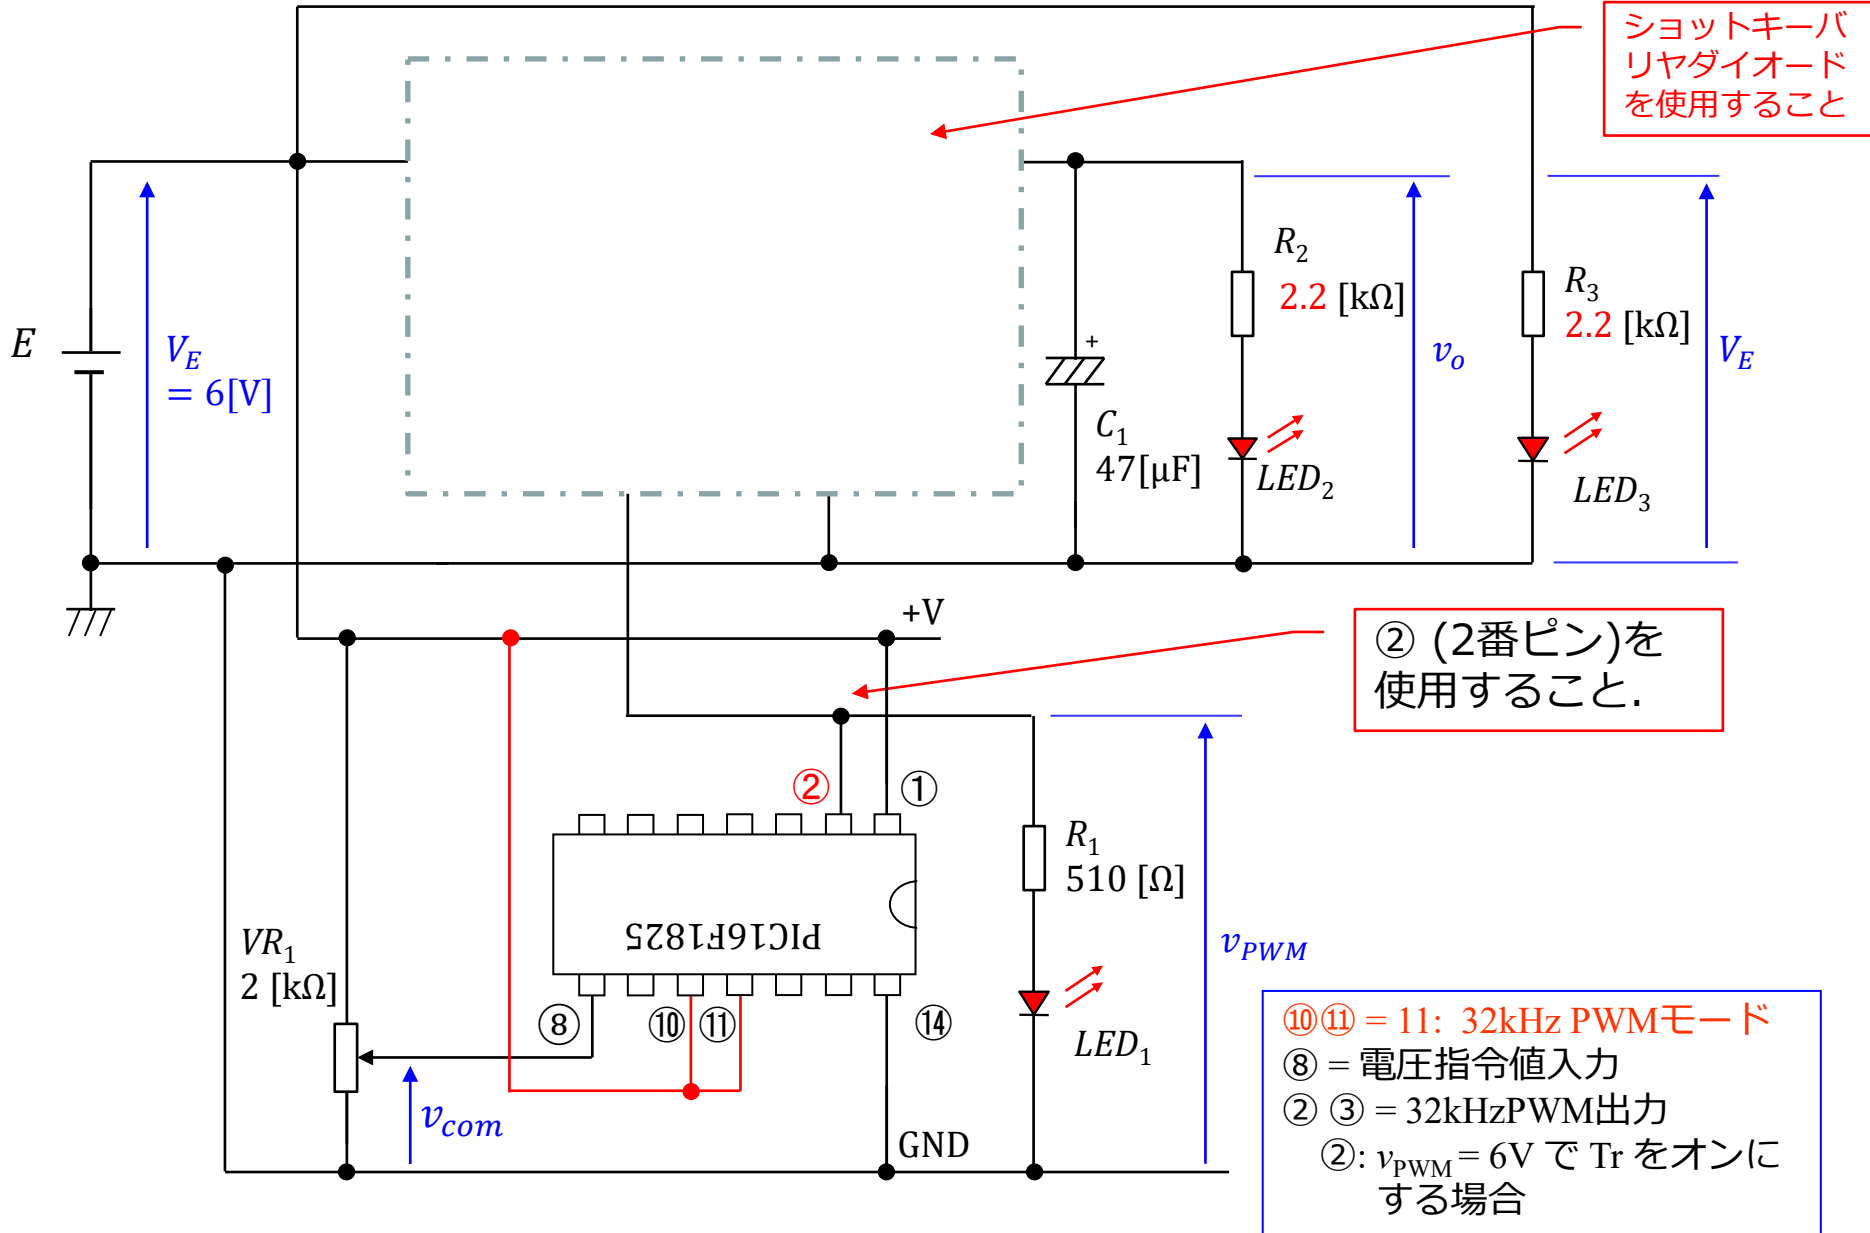 ショットキーバ
リヤダイオード
を使用すること
E
V_E
= 6[V]
R_2
2.2 [kΩ]
+
C_1
47[μF]
LED_2
v_o
R_3
2.2 [kΩ]
LED_3
V_E
+V
② (2番ピン)を
使用すること.
②
①
PIC16F1825
R_1
510 [Ω]
LED_1
v_PWM
VR_1
2 [kΩ]
v_com
⑧
⑩
⑪
⑭
GND
⑩⑪ = 11: 32kHz PWMモード
⑧ = 電圧指令値入力
② ③ = 32kHzPWM出力
②: v_PWM = 6V で Tr をオンに
する場合